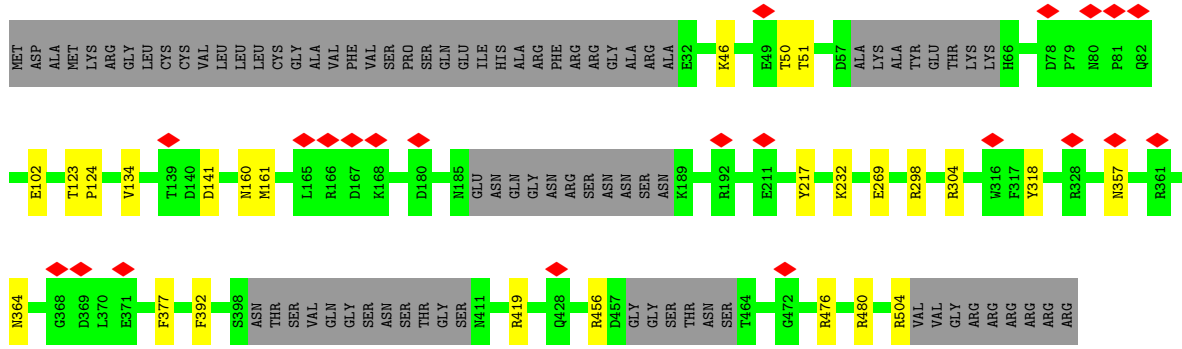 MET ASP ALA MET LYS ARG GLY LEU CYS CYS VAL LEU LEU LEU CYS GLY ALA VAL PHE VAL SER PRO SER GLN GLU ILE HIS ALA ARG PHE ARG ARG GLY ALA ARG ALA E32 K46 E49 T50 T51 D57 ALA LYS ALA TYR GLU THR LYS LYS H66 D78 P79 N80 P81 Q82
E102 T123 P124 V134 T139 D140 D141 N160 M161 L165 R166 D167 K168 D180 N185 GLU ASN GLN GLY ASN ARG SER ASN ASN SER ASN K189 R192 E211 Y217 K232 E269 R298 R304 W316 F317 Y318 R328 N357 R361
N364 G368 D369 L370 E371 F377 F392 S398 ASN THR SER VAL GLN GLY SER ASN SER THR GLY SER N411 R419 Q428 R456 D457 GLY GLY SER THR ASN SER T464 G472 R476 R480 R504 VAL VAL GLY ARG ARG ARG ARG ARG ARG